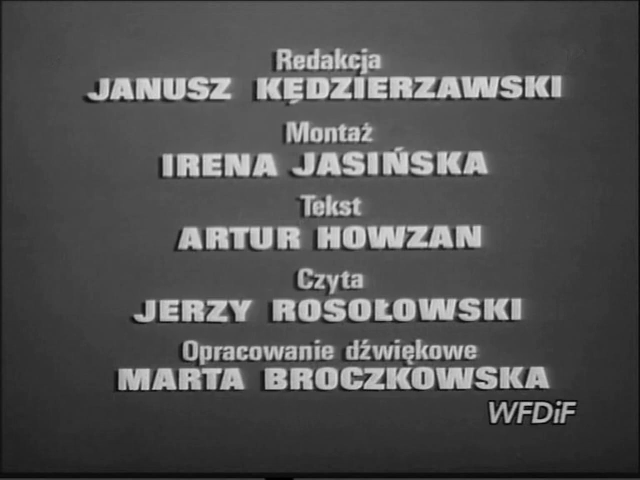 Redakcja
JANUSZ KĘDZIERZAWSKI
Montaż
IRENA JASIŃSKA
Tekst
ARTUR HOWZAN
Czyta
JERZY ROSOŁOWSKI
Opracowanie dźwiękowe
MARTA BROCZKOWSKA
WFDiF